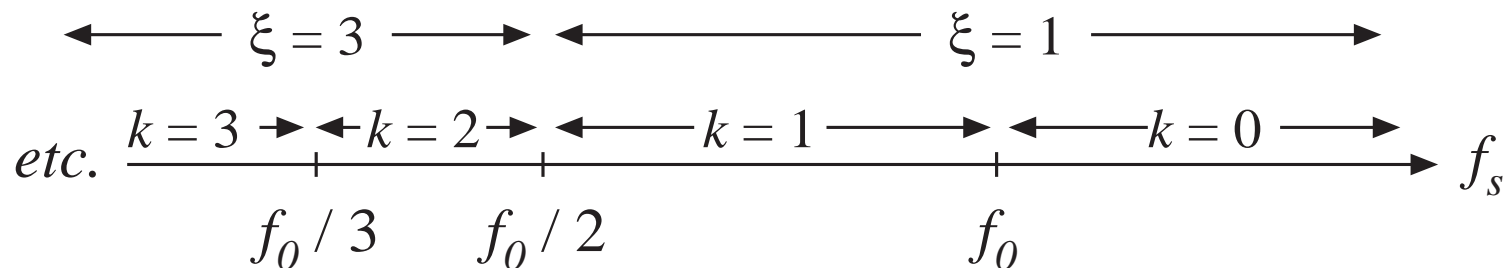 ξ = 3 ξ = 1
k = 3 k = 2 k = 1 k = 0
etc. f_s
f_0 / 3 f_0 / 2 f_0